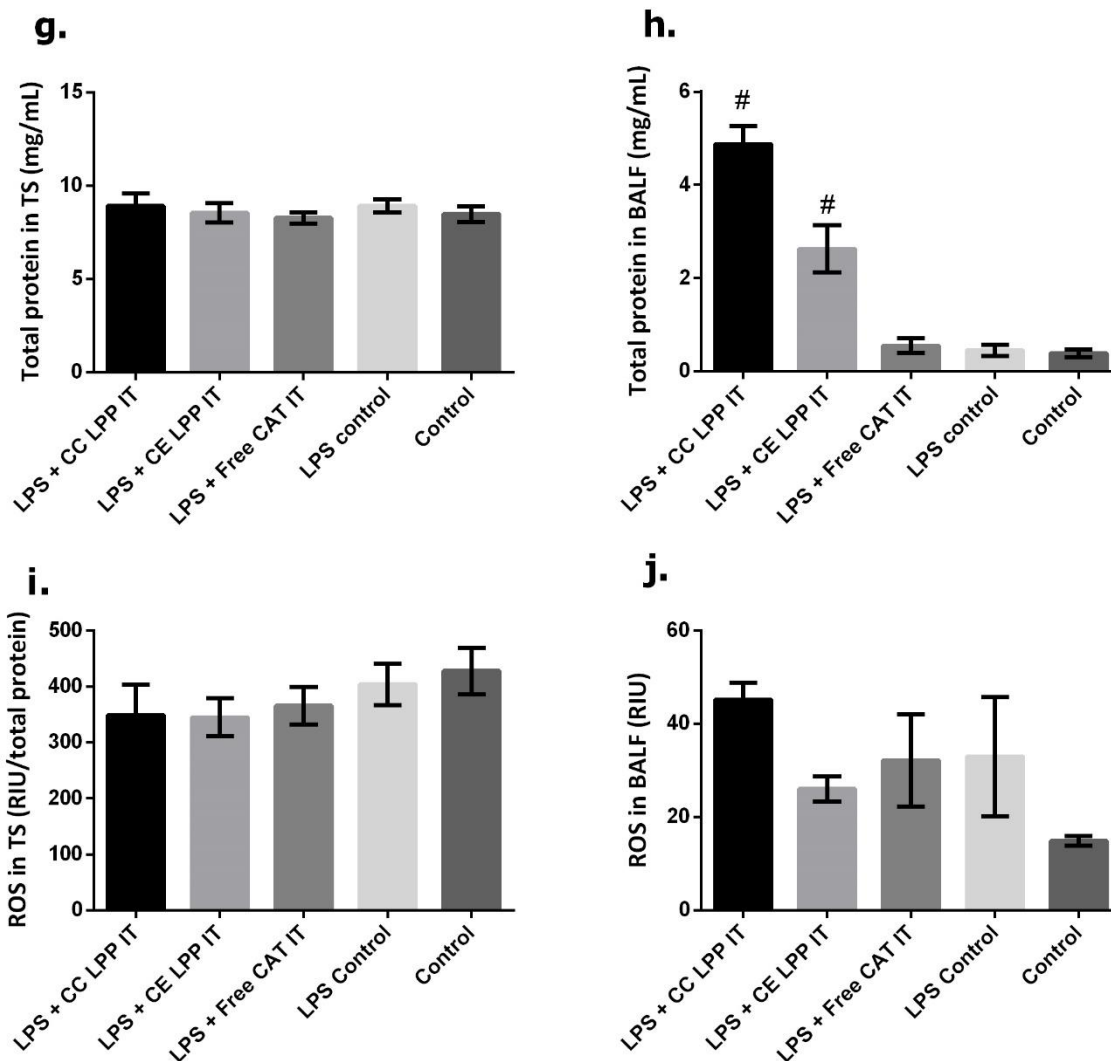 g.
Total protein in TS (mg/mL)
15
10
5
0
LPS + CC LPP IT
LPS + CE LPP IT
LPS + Free CAT IT
LPS control
Control
h.
Total protein in BALF (mg/mL)
6
4
2
0
#
#
LPS + CC LPP IT
LPS + CE LPP IT
LPS + Free CAT IT
LPS control
Control
i.
ROS in TS (RIU/total protein)
500
400
300
200
100
0
LPS + CC LPP IT
LPS + CE LPP IT
LPS + Free CAT IT
LPS Control
Control
j.
ROS in BALF (RIU)
60
40
20
0
LPS + CC LPP IT
LPS + CE LPP IT
LPS + Free CAT IT
LPS Control
Control